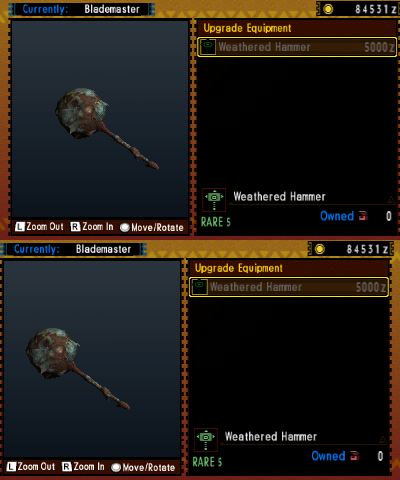 Currently: Blademaster 84531z
Upgrade Equipment
Weathered Hammer 5000z
Weathered Hammer
RARE 5
Owned 0
L Zoom Out R Zoom In Move/Rotate
Currently: Blademaster 84531z
Upgrade Equipment
Weathered Hammer 5000z
Weathered Hammer
RARE 5
Owned 0
L Zoom Out R Zoom In Move/Rotate